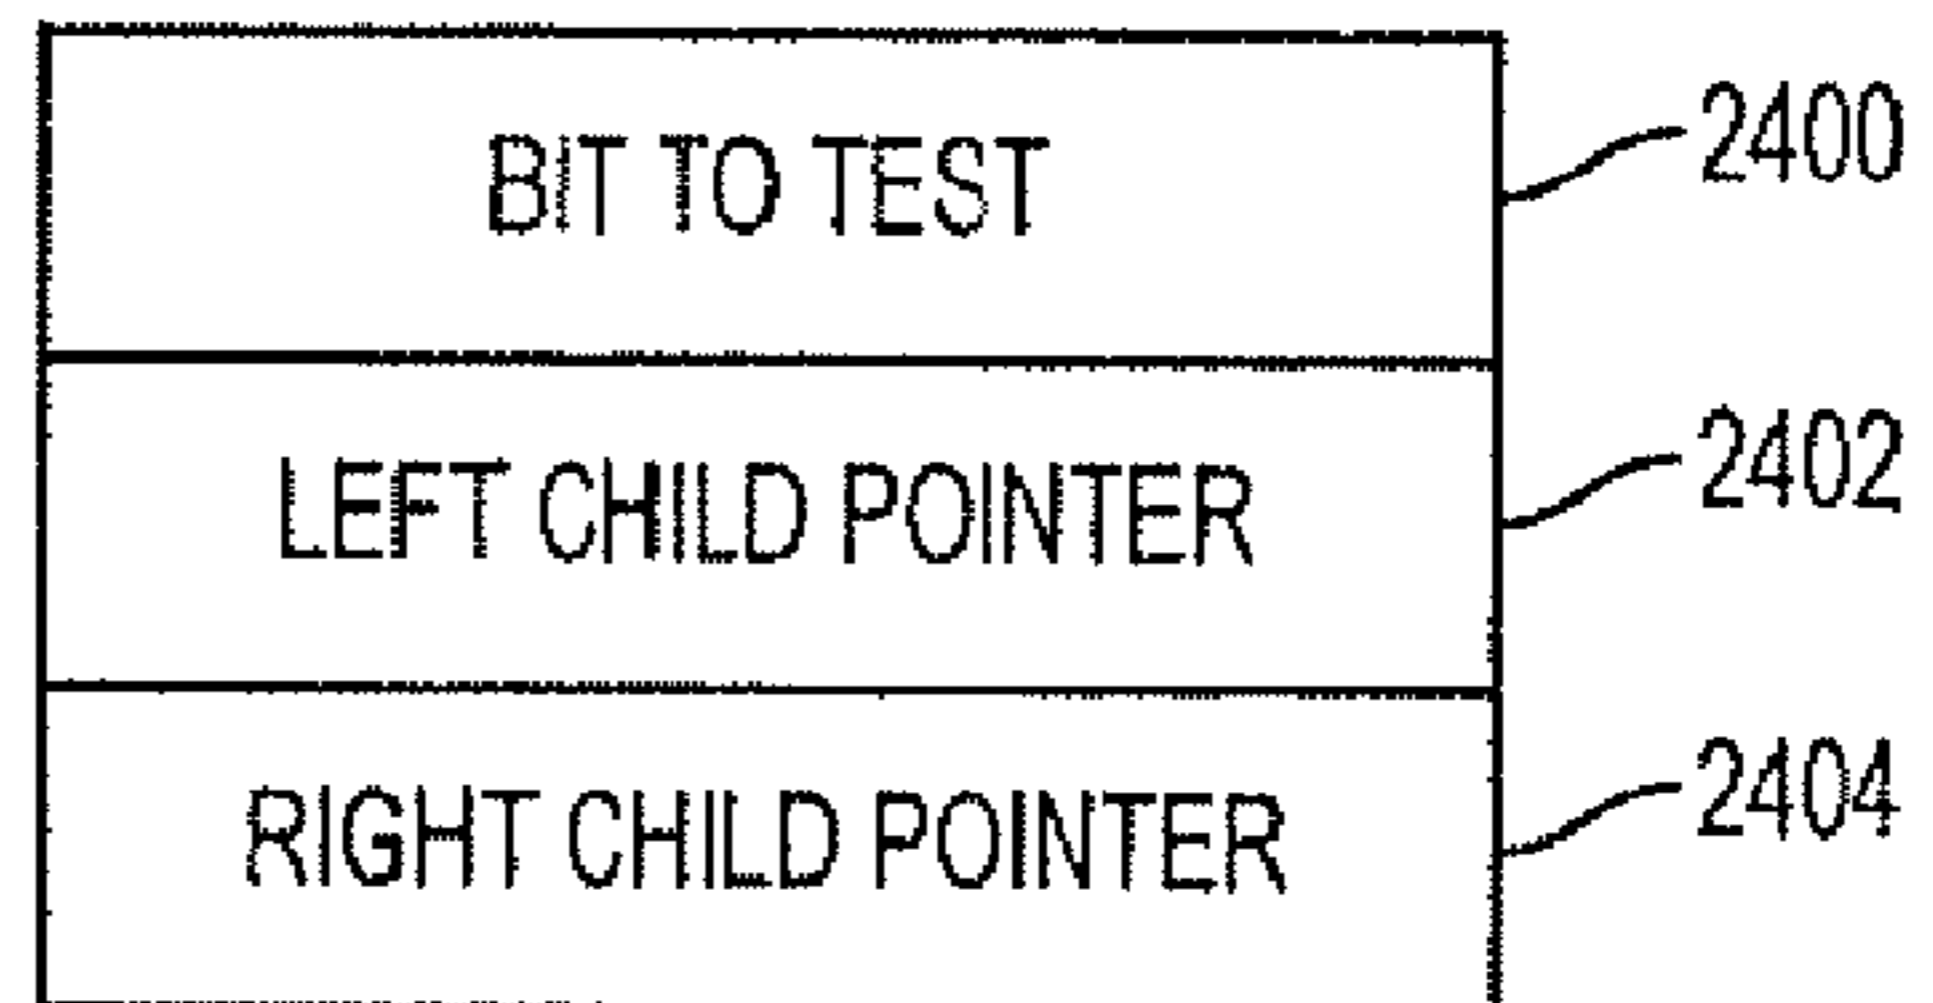 BIT TO TEST 2400
LEFT CHILD POINTER 2402
RIGHT CHILD POINTER 2404